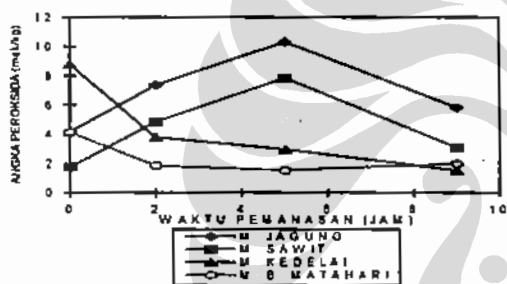 12
10
8
6
4
2
0
ANGKA PEROKSIDA (mek/kg)
0 2 4 6 8 10
WAKTU PEMANASAN (JAM)
M JAGUNG
M SAWIT
M KEDELAI
M B MATAHARI